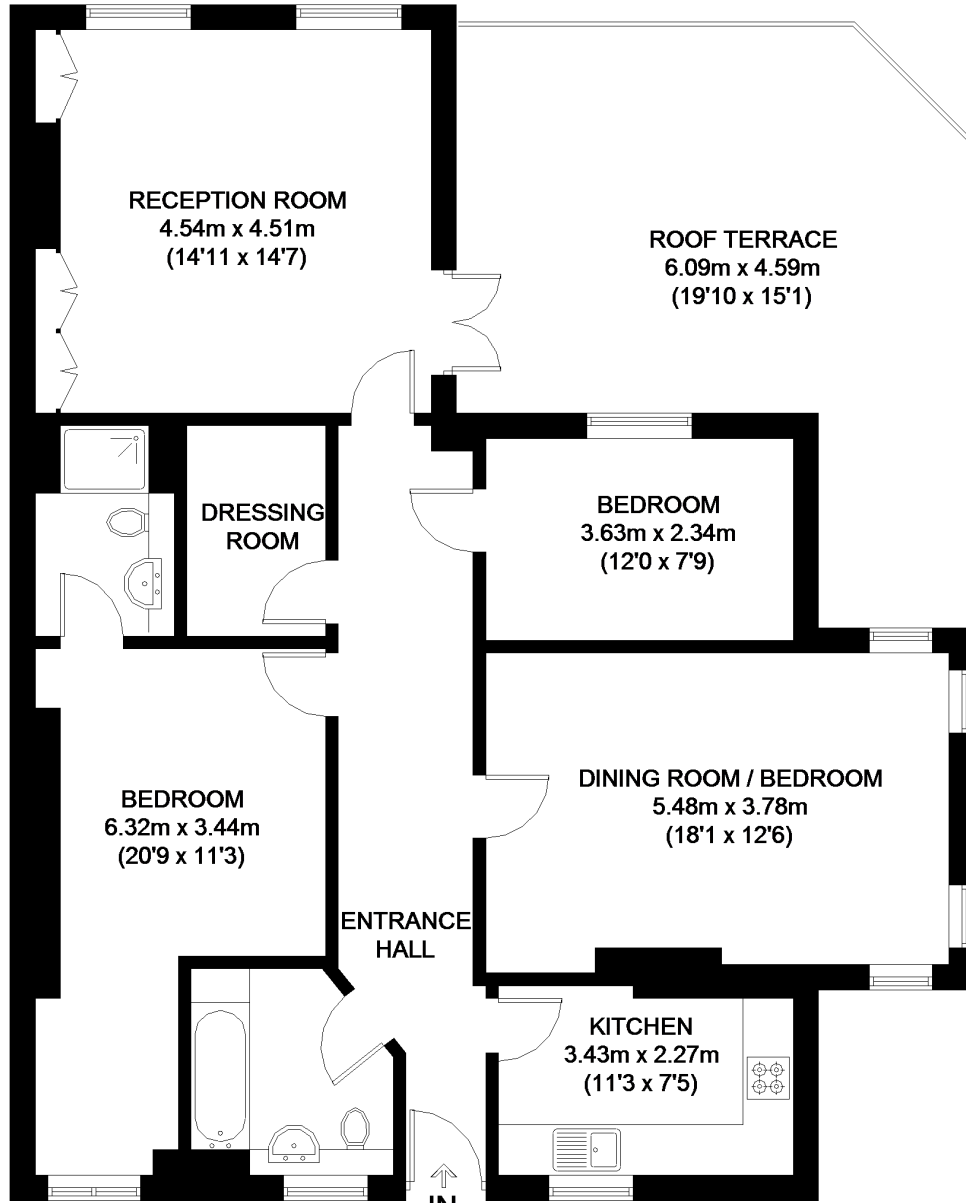 RECEPTION ROOM
4.54m x 4.51m
(14'11 x 14'7)
ROOF TERRACE
6.09m x 4.59m
(19'10 x 15'1)
DRESSING
ROOM
BEDROOM
3.63m x 2.34m
(12'0 x 7'9)
DINING ROOM / BEDROOM
5.48m x 3.78m
(18'1 x 12'6)
BEDROOM
6.32m x 3.44m
(20'9 x 11'3)
ENTRANCE
HALL
KITCHEN
3.43m x 2.27m
(11'3 x 7'5)
IN